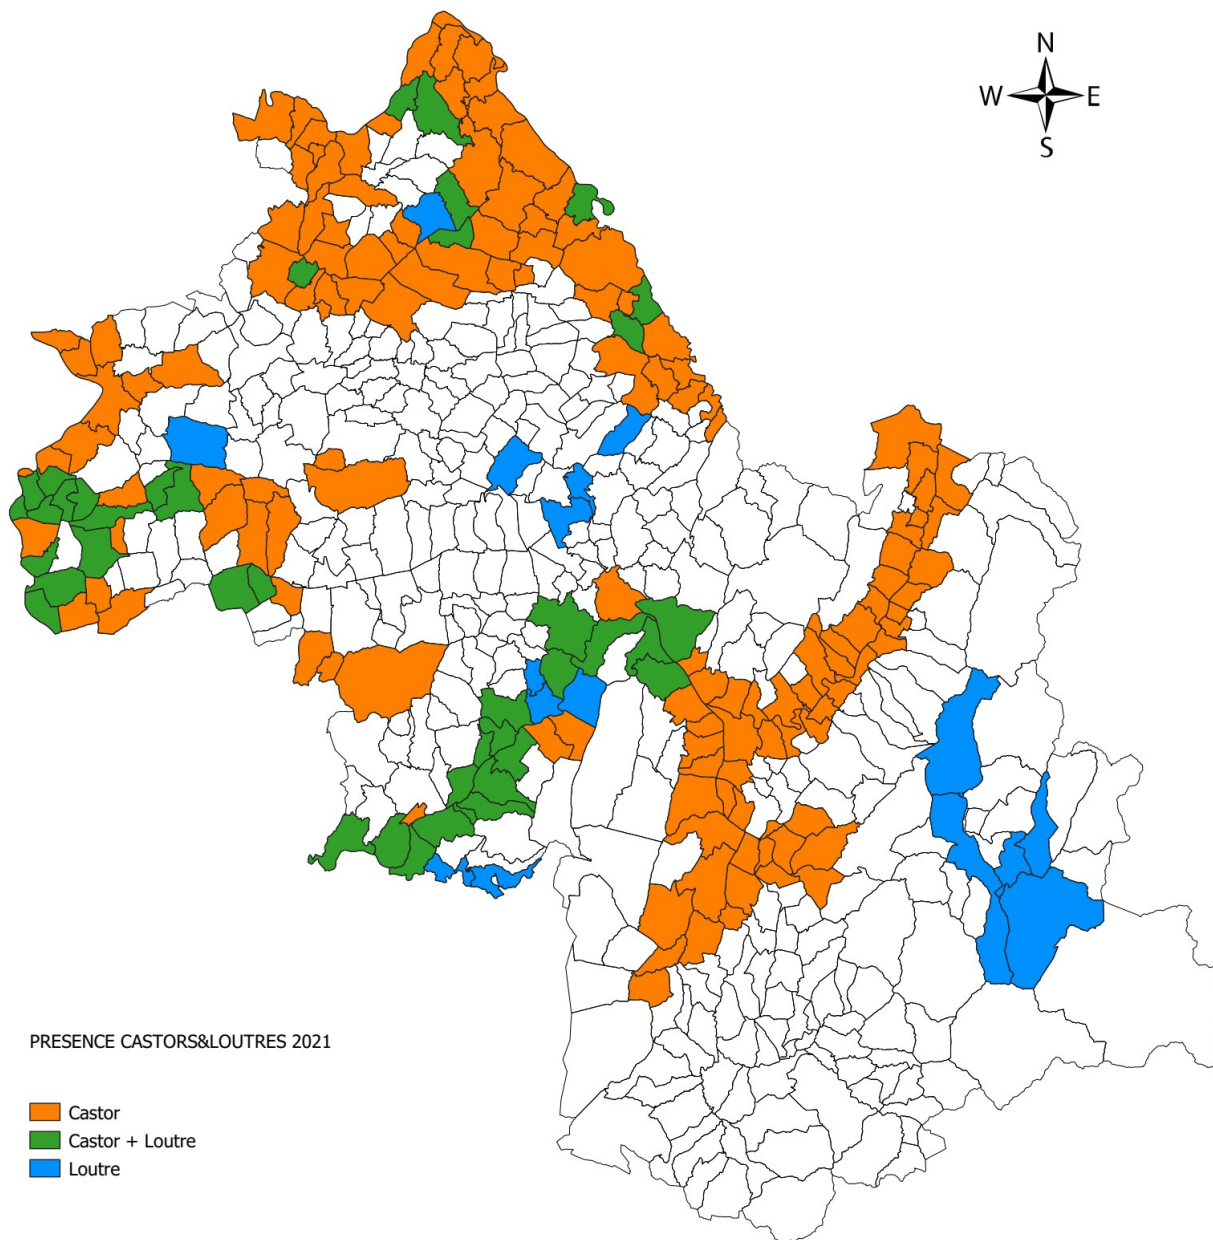 N
W E
S
PRESENCE CASTORS&LOUTRES 2021
Castor
Castor + Loutre
Loutre